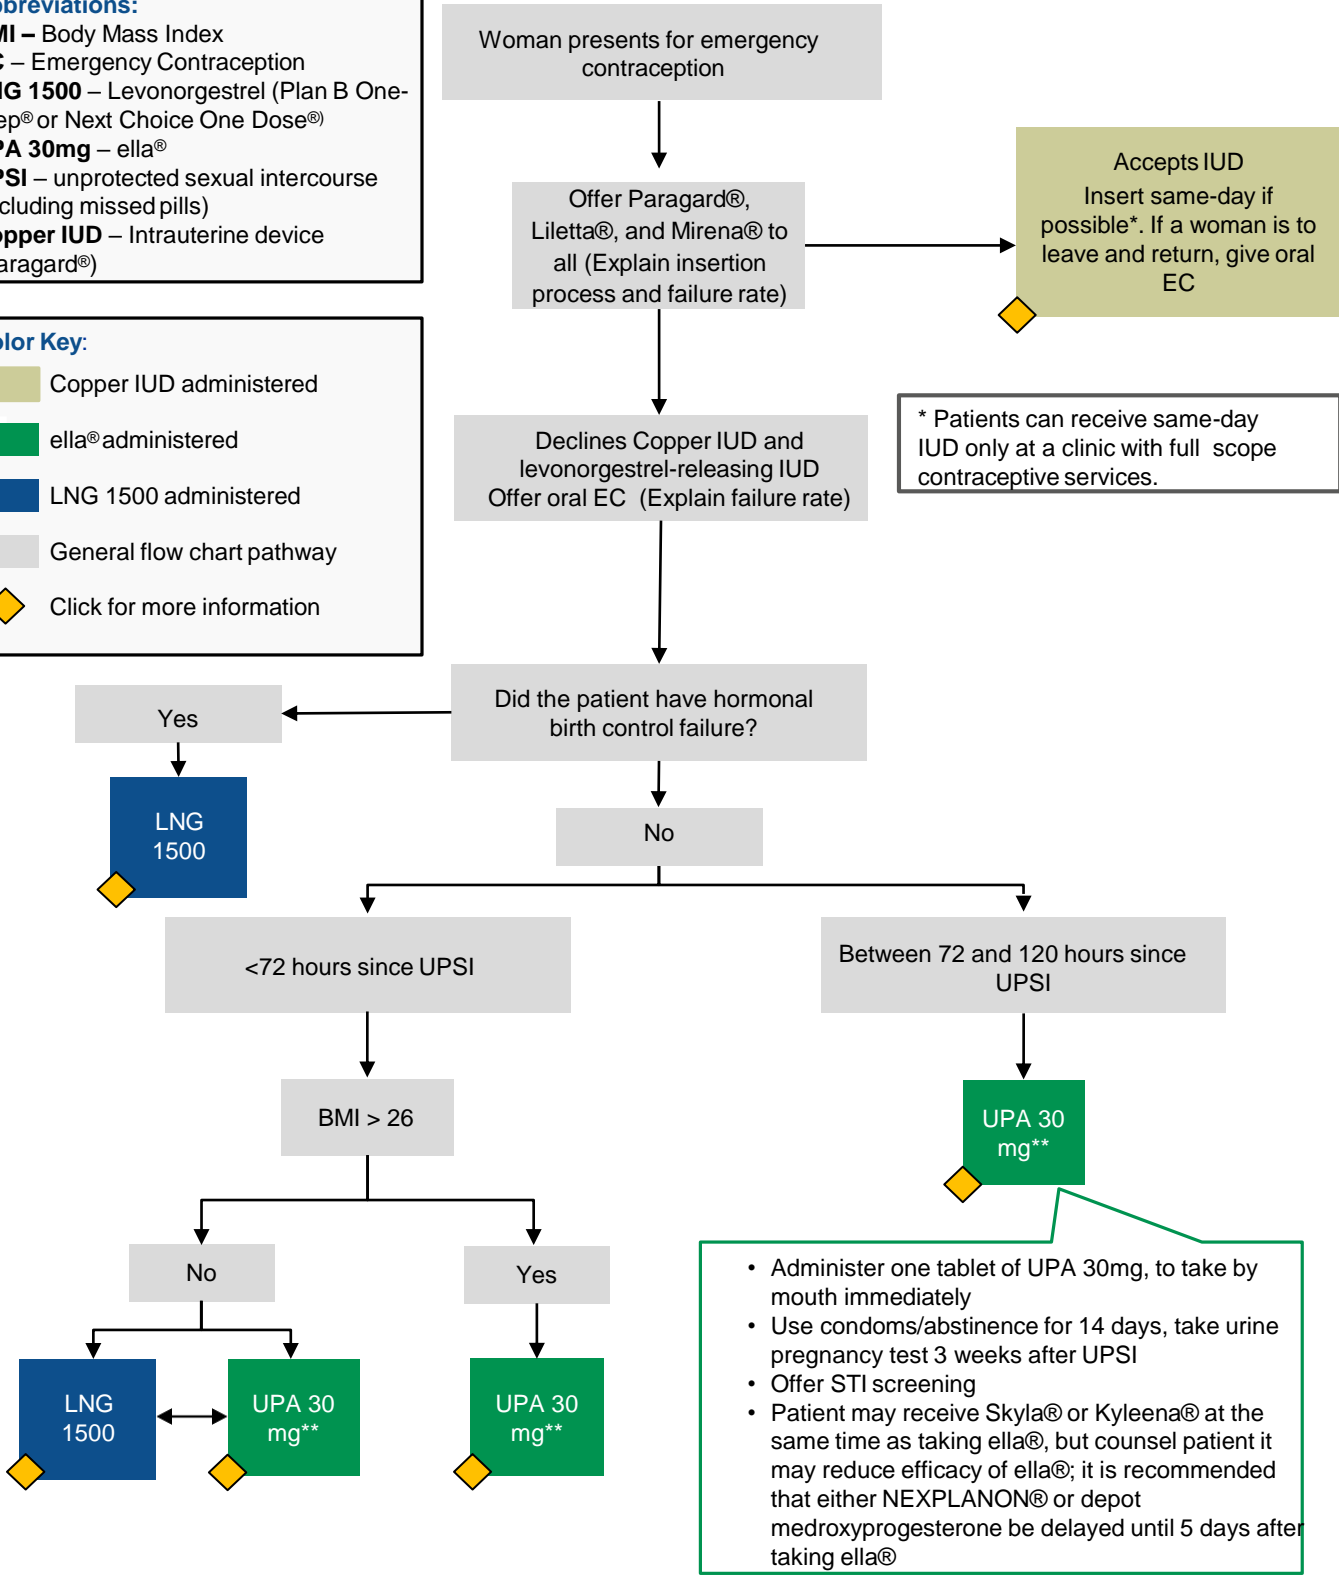 bbreviations:
MI – Body Mass Index
C – Emergency Contraception
NG 1500 – Levonorgestrel (Plan B One-
ep® or Next Choice One Dose®)
PA 30mg – ella®
PSI – unprotected sexual intercourse
cluding missed pills)
opper IUD – Intrauterine device
aragard®)
olor Key:
Copper IUD administered
ella® administered
LNG 1500 administered
General flow chart pathway
Click for more information
Woman presents for emergency
contraception
Offer Paragard®,
Liletta®, and Mirena® to
all (Explain insertion
process and failure rate)
Accepts IUD
Insert same-day if
possible*. If a woman is to
leave and return, give oral
EC
* Patients can receive same-day
IUD only at a clinic with full scope
contraceptive services.
Declines Copper IUD and
levonorgestrel-releasing IUD
Offer oral EC (Explain failure rate)
Did the patient have hormonal
birth control failure?
Yes
LNG
1500
No
<72 hours since UPSI
Between 72 and 120 hours since
UPSI
BMI > 26
UPA 30
mg**
No
Yes
LNG
1500
UPA 30
mg**
UPA 30
mg**
• Administer one tablet of UPA 30mg, to take by
mouth immediately
• Use condoms/abstinence for 14 days, take urine
pregnancy test 3 weeks after UPSI
• Offer STI screening
• Patient may receive Skyla® or Kyleena® at the
same time as taking ella®, but counsel patient it
may reduce efficacy of ella®; it is recommended
that either NEXPLANON® or depot
medroxyprogesterone be delayed until 5 days after
taking ella®